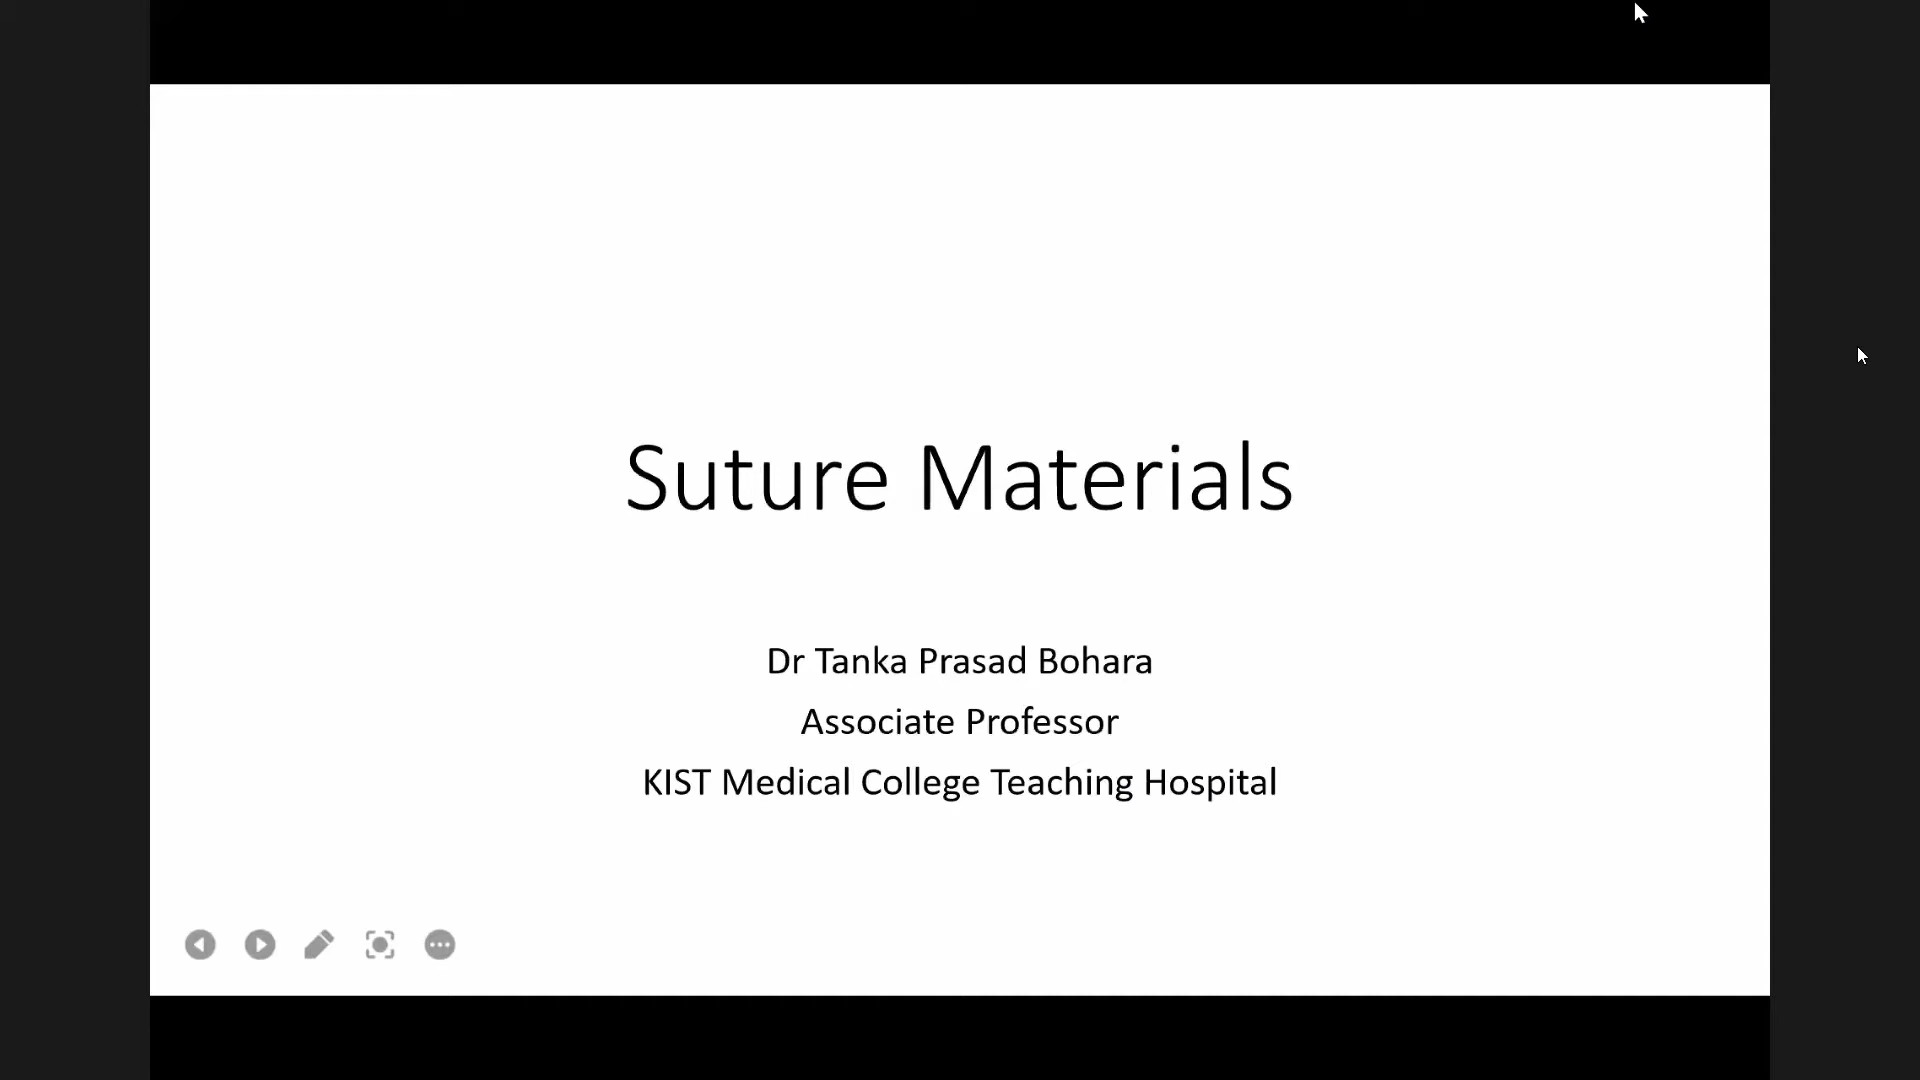 Suture Materials
Dr Tanka Prasad Bohara
Associate Professor
KIST Medical College Teaching Hospital